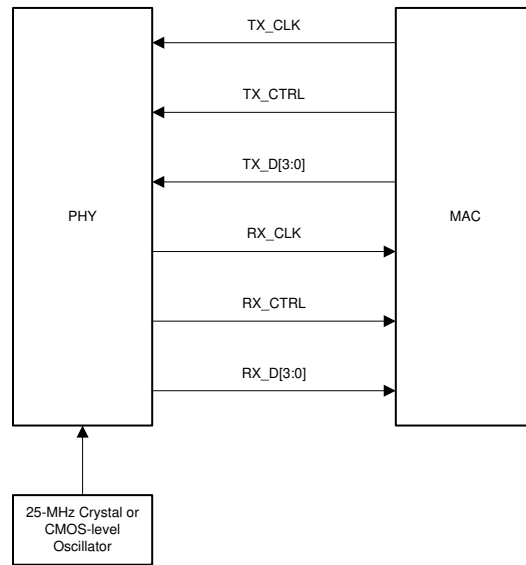 TX_CLK
TX_CTRL
TX_D[3:0]
PHY
MAC
RX_CLK
RX_CTRL
RX_D[3:0]
25-MHz Crystal or
CMOS-level
Oscillator